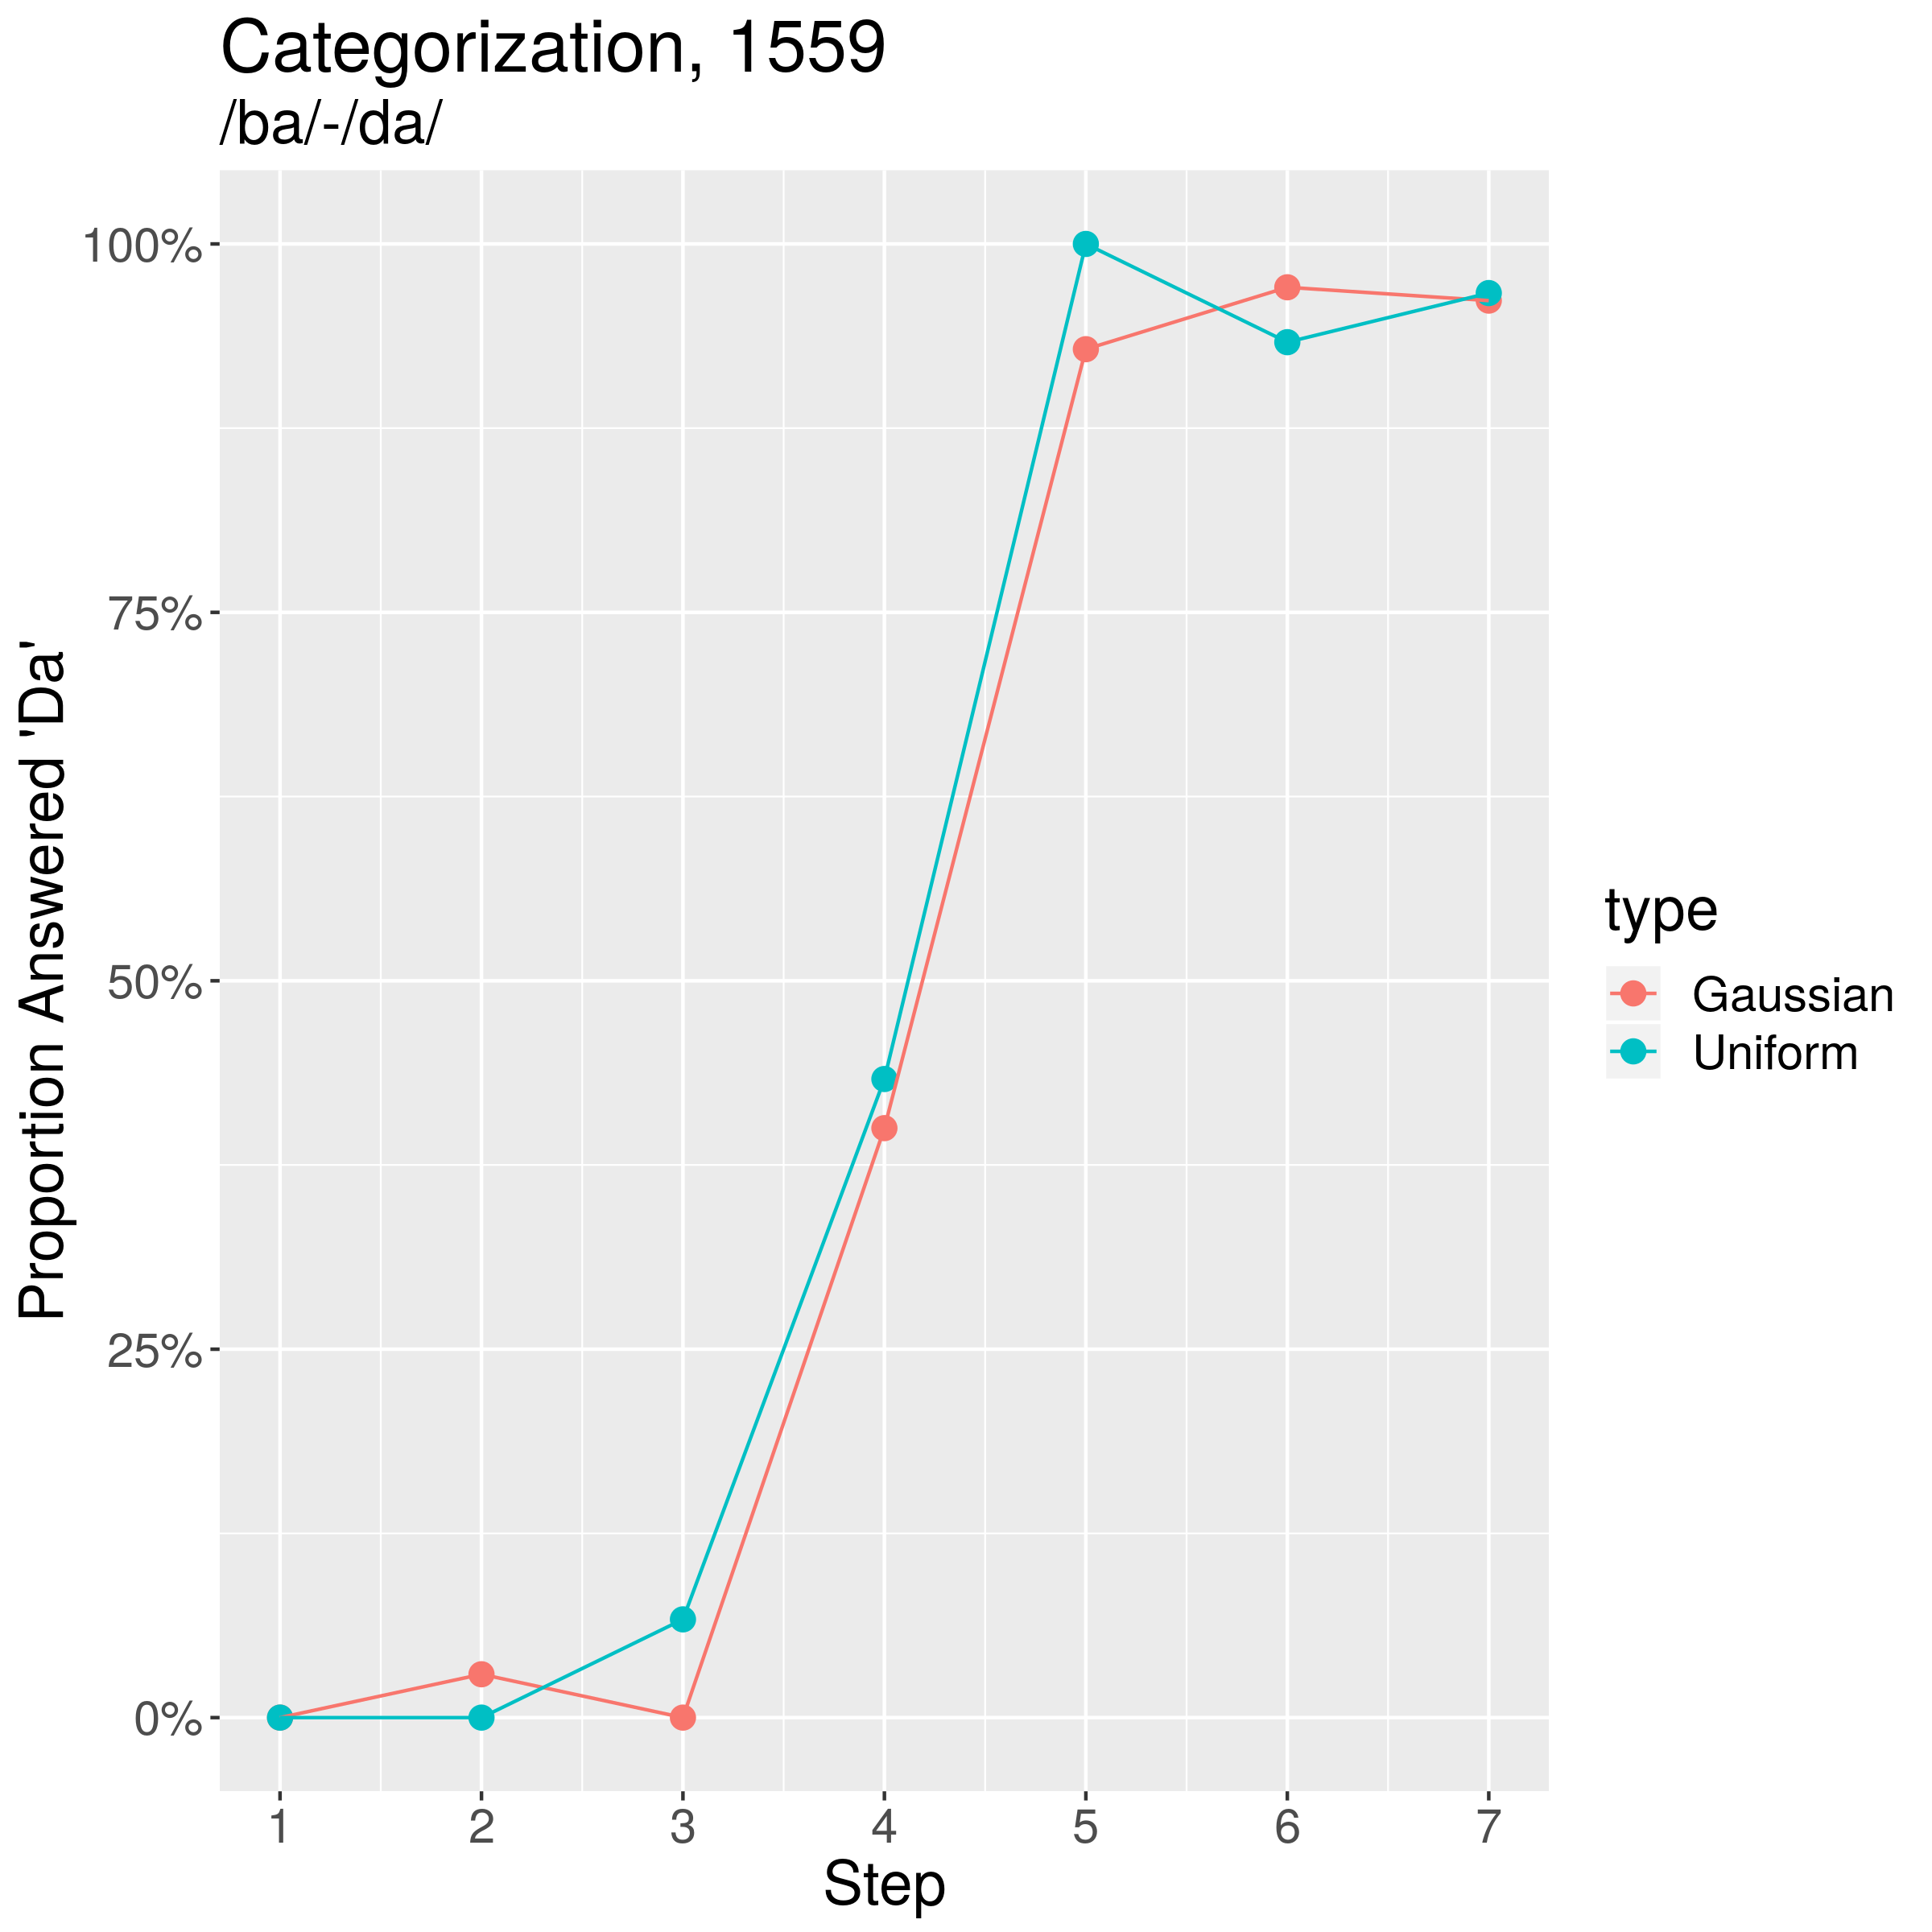 Categorization, 1559
/ba/-/da/
Proportion Answered 'Da'
100%
75%
50%
25%
0%
1 2 3 4 5 6 7
Step
type
Gaussian
Uniform